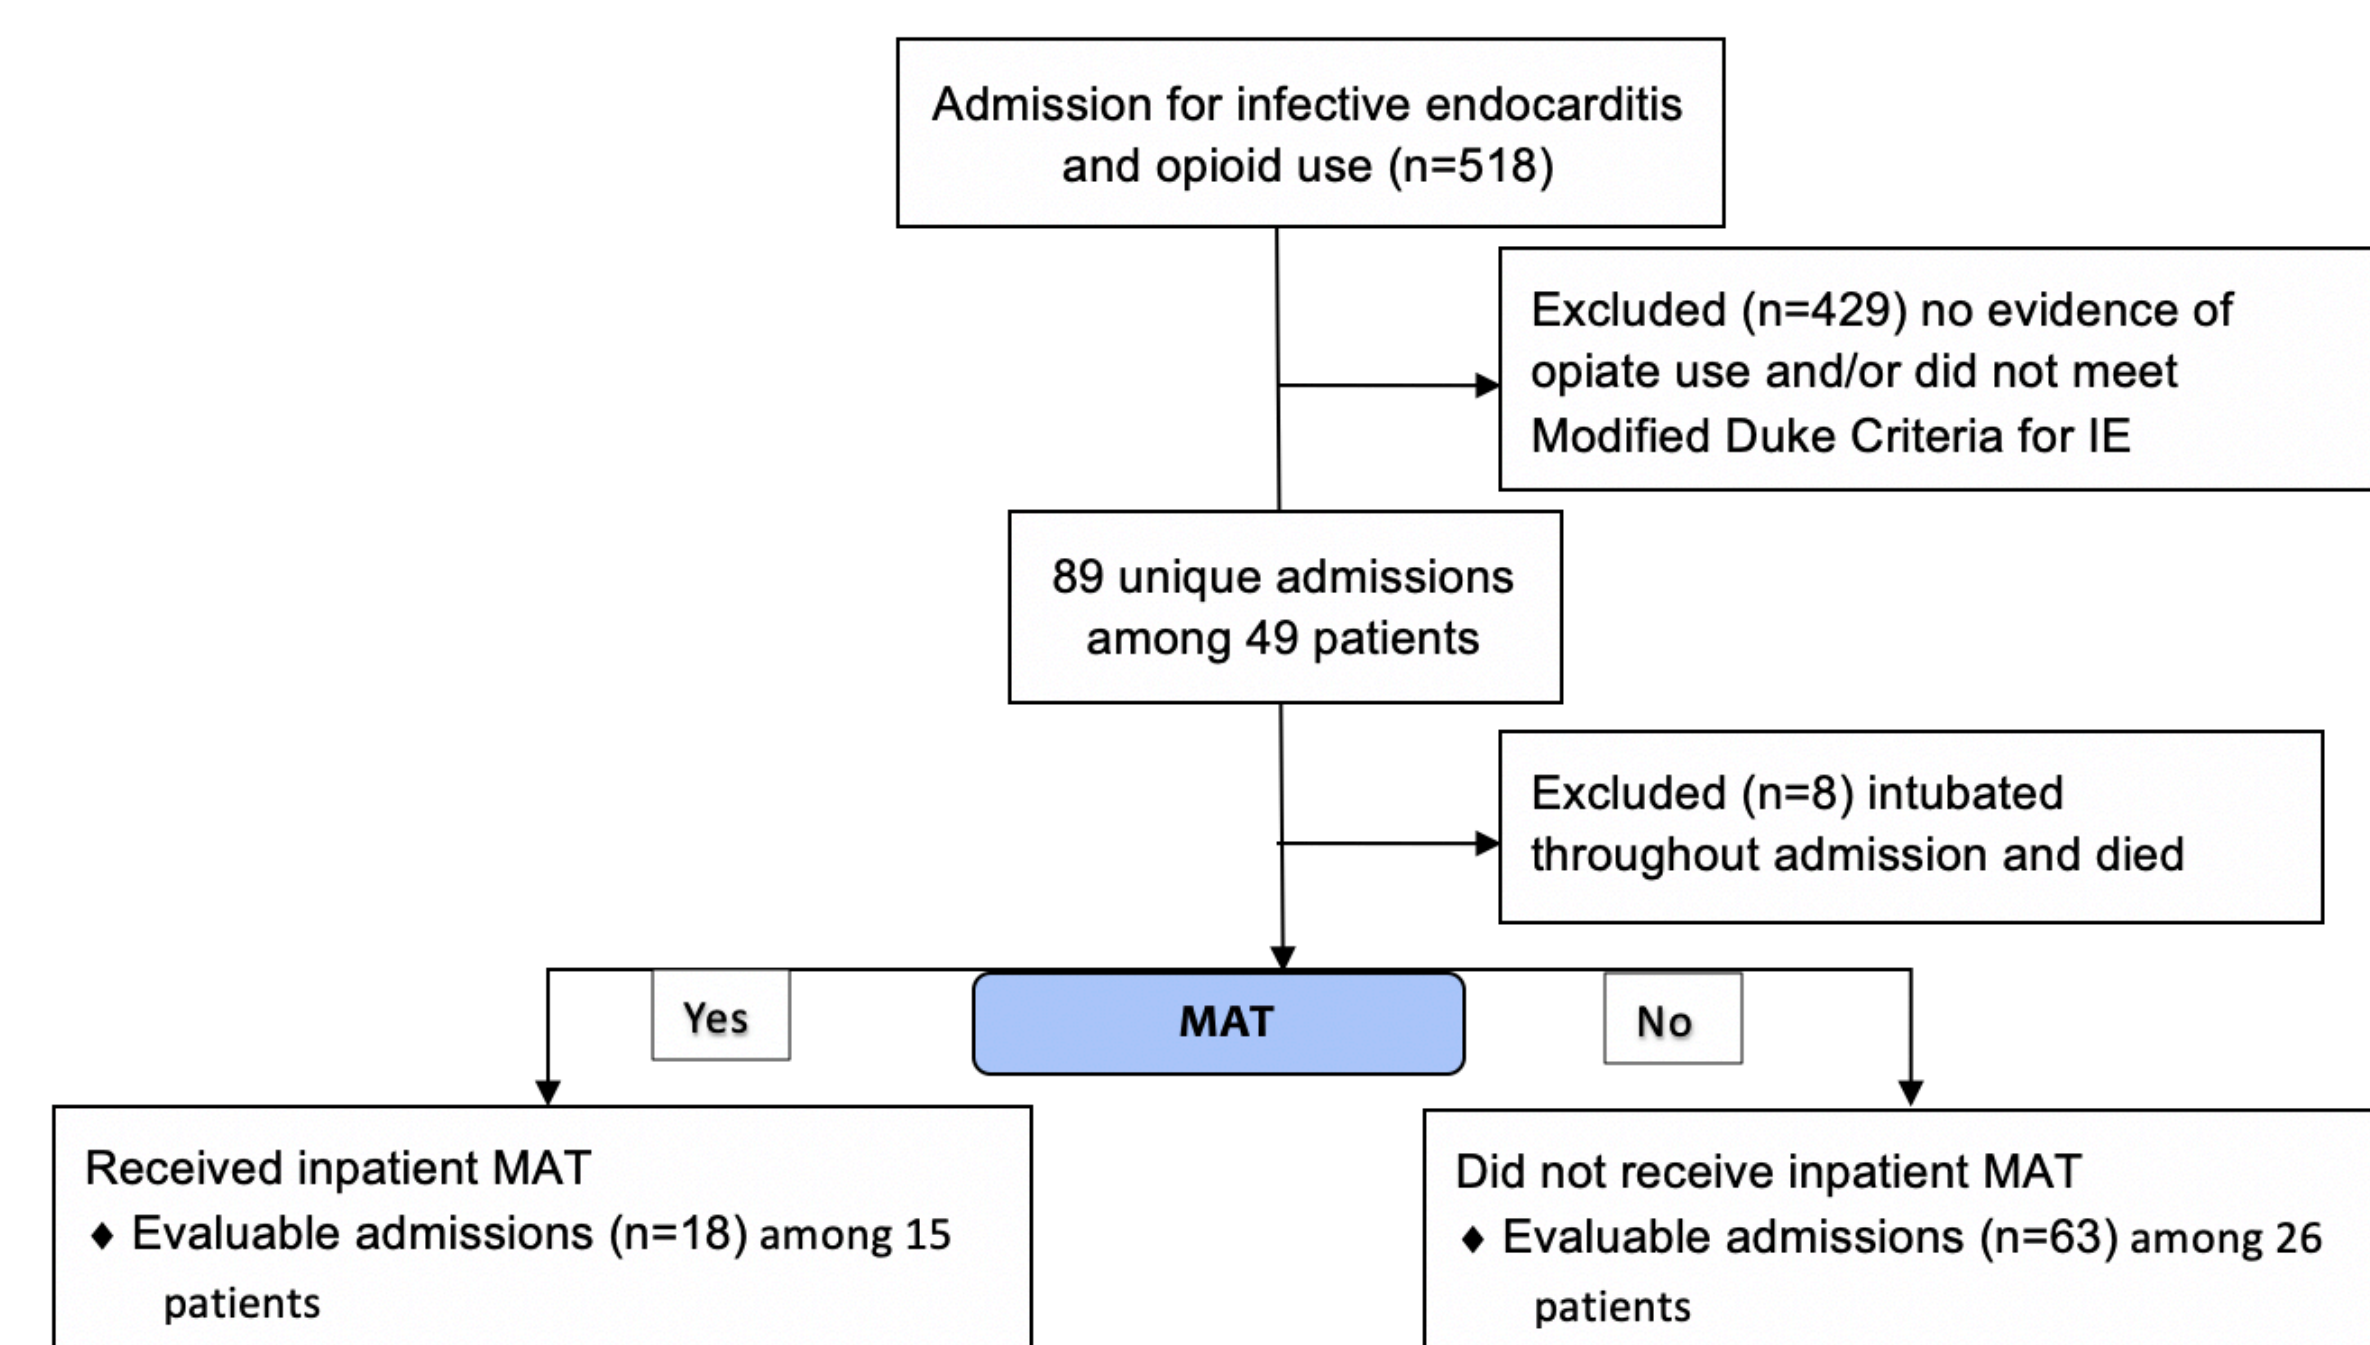 Admission for infective endocarditis
and opioid use (n=518)
Excluded (n=429) no evidence of
opiate use and/or did not meet
Modified Duke Criteria for IE
89 unique admissions
among 49 patients
Excluded (n=8) intubated
throughout admission and died
Yes
MAT
No
Received inpatient MAT
♦ Evaluable admissions (n=18) among 15
patients
Did not receive inpatient MAT
♦ Evaluable admissions (n=63) among 26
patients